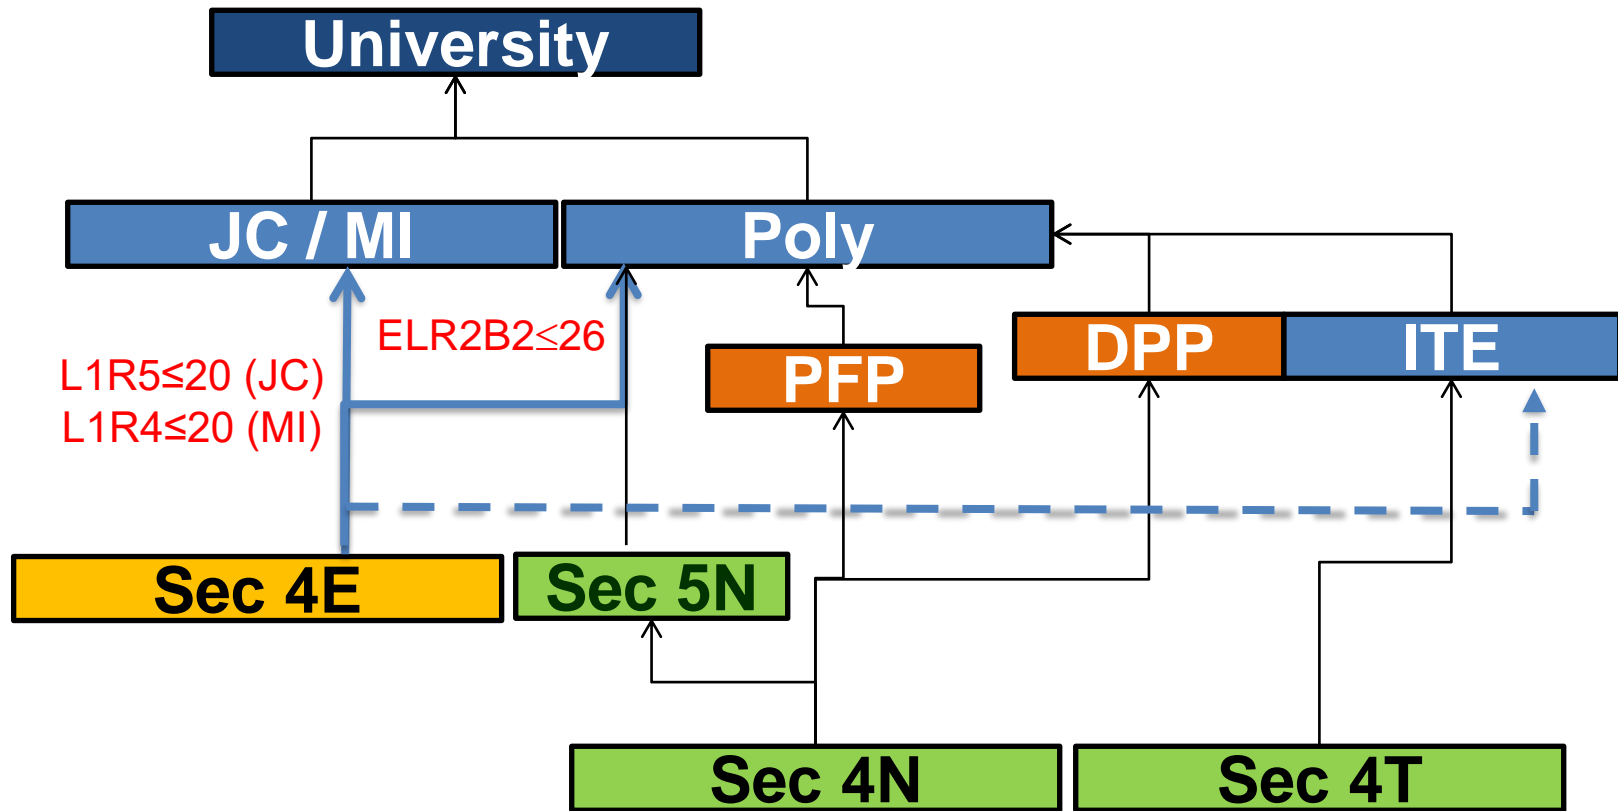 University
JC / MI
Poly
ELR2B2≤26
L1R5≤20 (JC)
L1R4≤20 (MI)
PFP
DPP
ITE
Sec 4E
Sec 5N
Sec 4N
Sec 4T